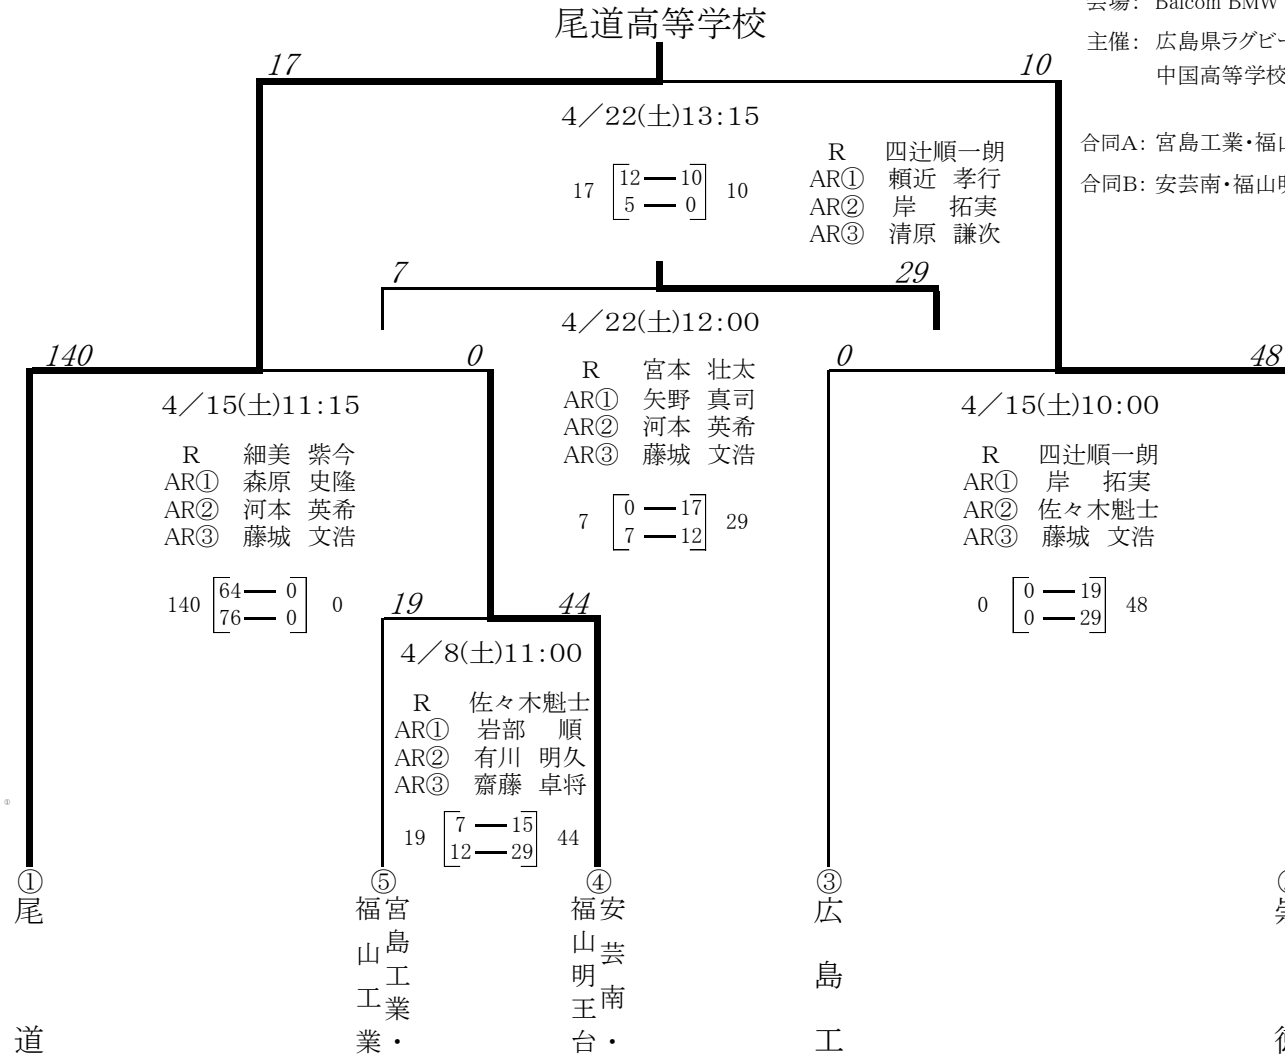 尾道高等学校
主催： 広島県ラグビー
中国高等学校
合同A： 宮島工業・福山
合同B： 安芸南・福山明
17
10
4／22(土)13:15
17
12 — 10
5 — 0
10
R 四辻順一朗
AR① 頼近 孝行
AR② 岸 拓実
AR③ 清原 謙次
7
29
4／22(土)12:00
R 宮本 壮太
AR① 矢野 真司
AR② 河本 英希
AR③ 藤城 文浩
7
0 — 17
7 — 12
29
140
0
4／15(土)11:15
R 細美 紫今
AR① 森原 史隆
AR② 河本 英希
AR③ 藤城 文浩
140
64 — 0
76 — 0
0
0
48
4／15(土)10:00
R 四辻順一朗
AR① 岸 拓実
AR② 佐々木魁士
AR③ 藤城 文浩
0
0 — 19
0 — 29
48
19
44
4／8(土)11:00
R 佐々木魁士
AR① 岩部 順
AR② 有川 明久
AR③ 齋藤 卓将
19
7 — 15
12 — 29
44
①
尾道
⑤
宮島工業・
福山工業
④
安芸南・
福山明王台
③
広島工